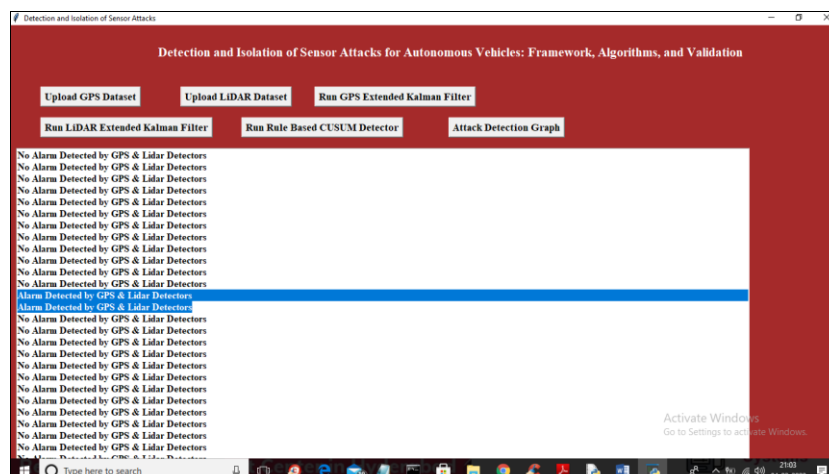 Detection and Isolation of Sensor Attacks
Detection and Isolation of Sensor Attacks for Autonomous Vehicles: Framework, Algorithms, and Validation
Upload GPS Dataset
Upload LiDAR Dataset
Run GPS Extended Kalman Filter
Run LiDAR Extended Kalman Filter
Run Rule Based CUSUM Detector
Attack Detection Graph
No Alarm Detected by GPS & Lidar Detectors
No Alarm Detected by GPS & Lidar Detectors
No Alarm Detected by GPS & Lidar Detectors
No Alarm Detected by GPS & Lidar Detectors
No Alarm Detected by GPS & Lidar Detectors
No Alarm Detected by GPS & Lidar Detectors
No Alarm Detected by GPS & Lidar Detectors
No Alarm Detected by GPS & Lidar Detectors
No Alarm Detected by GPS & Lidar Detectors
No Alarm Detected by GPS & Lidar Detectors
No Alarm Detected by GPS & Lidar Detectors
No Alarm Detected by GPS & Lidar Detectors
Alarm Detected by GPS & Lidar Detectors
Alarm Detected by GPS & Lidar Detectors
No Alarm Detected by GPS & Lidar Detectors
No Alarm Detected by GPS & Lidar Detectors
No Alarm Detected by GPS & Lidar Detectors
No Alarm Detected by GPS & Lidar Detectors
No Alarm Detected by GPS & Lidar Detectors
No Alarm Detected by GPS & Lidar Detectors
No Alarm Detected by GPS & Lidar Detectors
No Alarm Detected by GPS & Lidar Detectors
No Alarm Detected by GPS & Lidar Detectors
No Alarm Detected by GPS & Lidar Detectors
No Alarm Detected by GPS & Lidar Detectors
No Alarm Detected by GPS & Lidar Detectors
Activate Windows
Go to Settings to activate Windows.
Type here to search
21:03